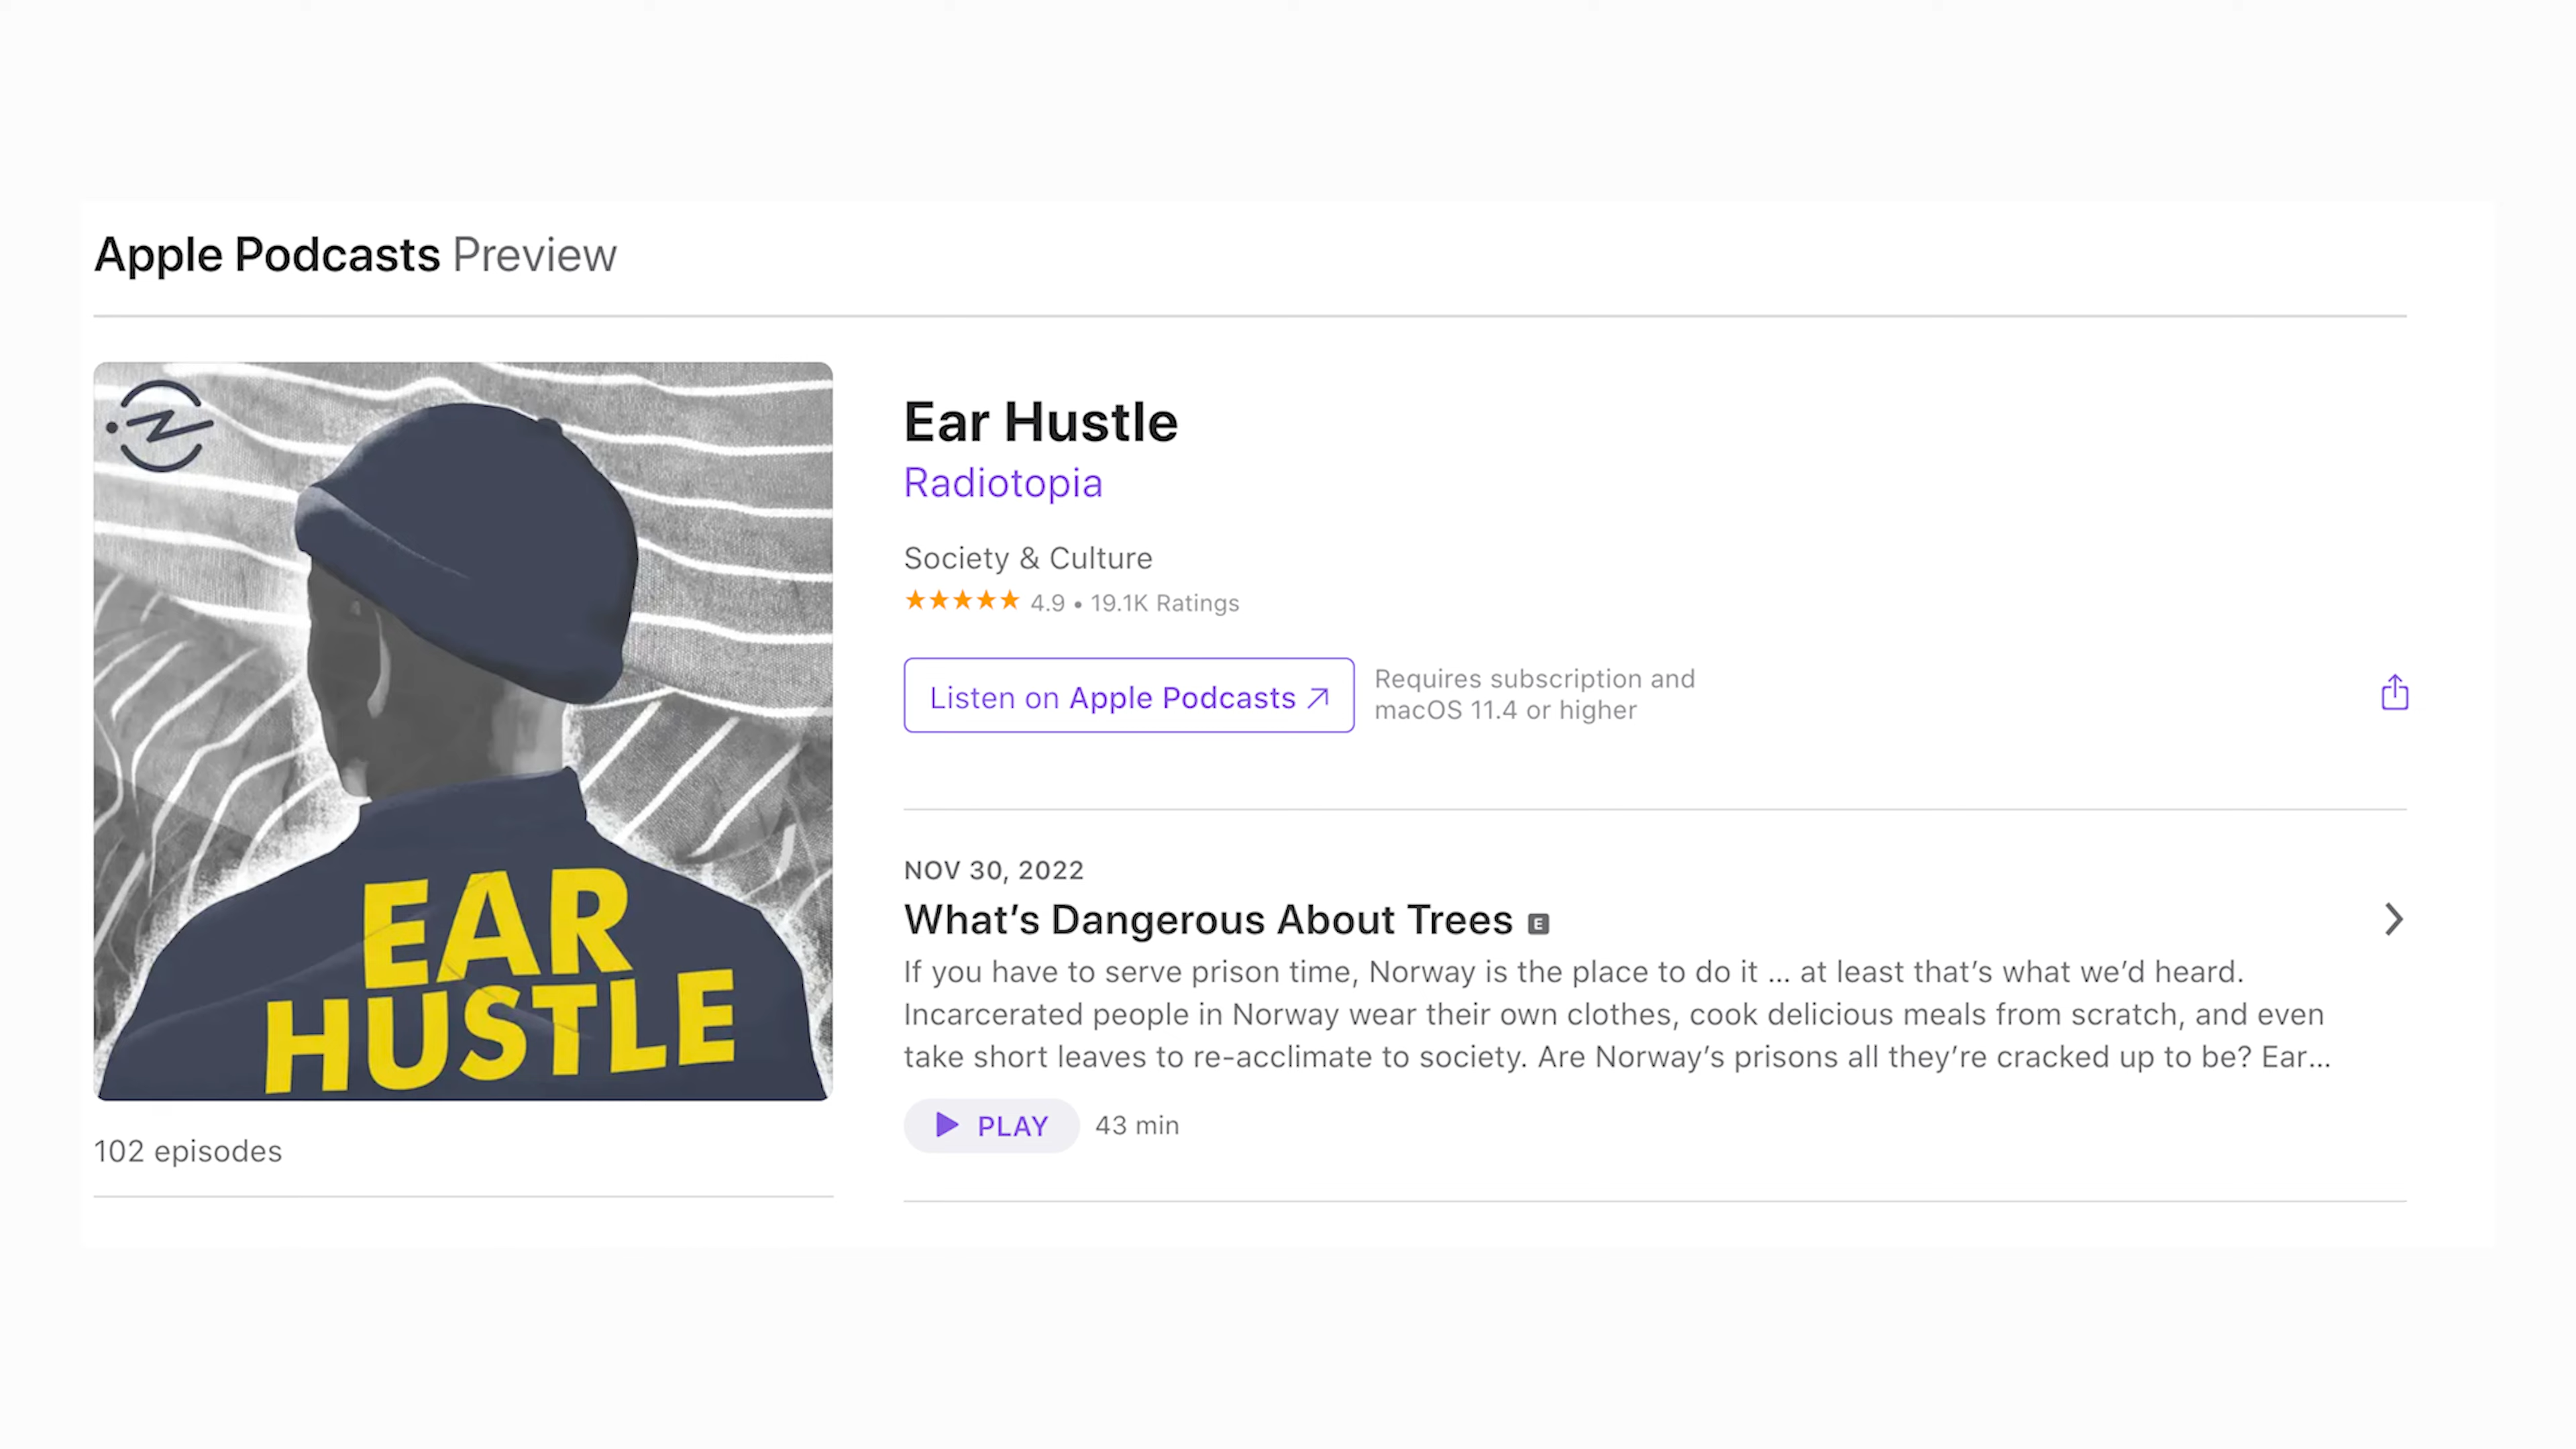 Apple Podcasts Preview
EAR
HUSTLE
102 episodes
Ear Hustle
Radiotopia
Society & Culture
★★★★★ 4.9 • 19.1K Ratings
Listen on Apple Podcasts ↗
Requires subscription and
macOS 11.4 or higher
NOV 30, 2022
What’s Dangerous About Trees E
If you have to serve prison time, Norway is the place to do it ... at least that’s what we’d heard.
Incarcerated people in Norway wear their own clothes, cook delicious meals from scratch, and even
take short leaves to re-acclimate to society. Are Norway’s prisons all they’re cracked up to be? Ear...
PLAY 43 min